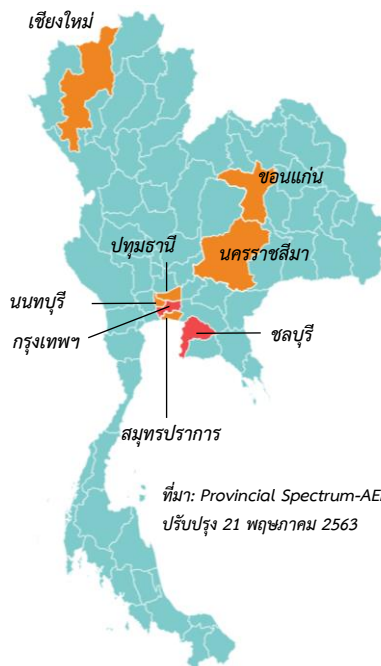 เชียงใหม่
ขอนแก่น
ปทุมธานี
นครราชสีมา
นนทบุรี
กรุงเทพฯ
ชลบุรี
สมุทรปราการ
ที่มา: Provincial Spectrum-AE
ปรับปรุง 21 พฤษภาคม 2563